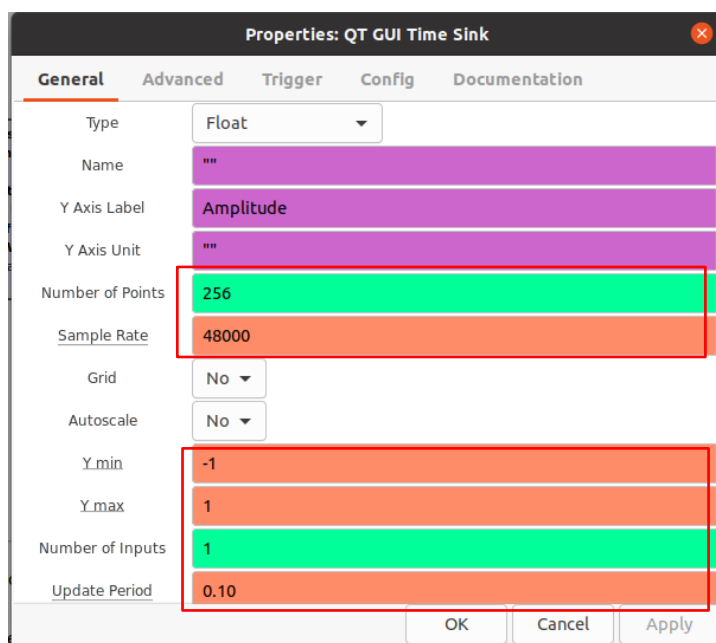 Properties: QT GUI Time Sink
General Advanced Trigger Config Documentation
Type Float
Name ""
Y Axis Label Amplitude
Y Axis Unit ""
Number of Points 256
Sample Rate 48000
Grid No
Autoscale No
Y min -1
Y max 1
Number of Inputs 1
Update Period 0.10
OK Cancel Apply